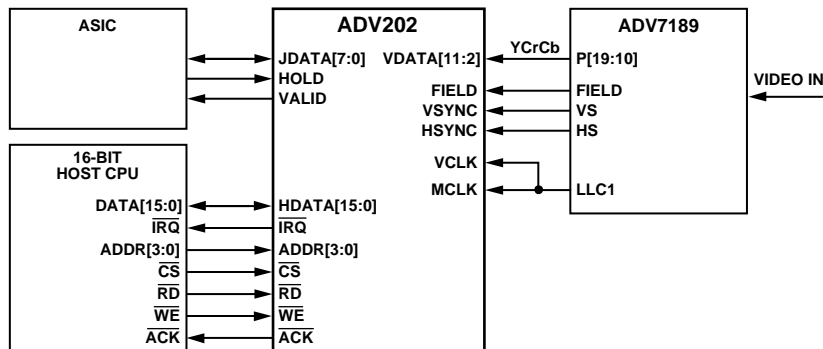 ASIC
ADV202
ADV7189
JDATA[7:0]
HOLD
VALID
VDATA[11:2]
YCrCb
P[19:10]
FIELD
FIELD
VSYNC
VS
HSYNC
HS
VIDEO IN
VCLK
MCLK
LLC1
16-BIT
HOST CPU
DATA[15:0]
HDATA[15:0]
IRQ
IRQ
ADDR[3:0]
ADDR[3:0]
CS
CS
RD
RD
WE
WE
ACK
ACK